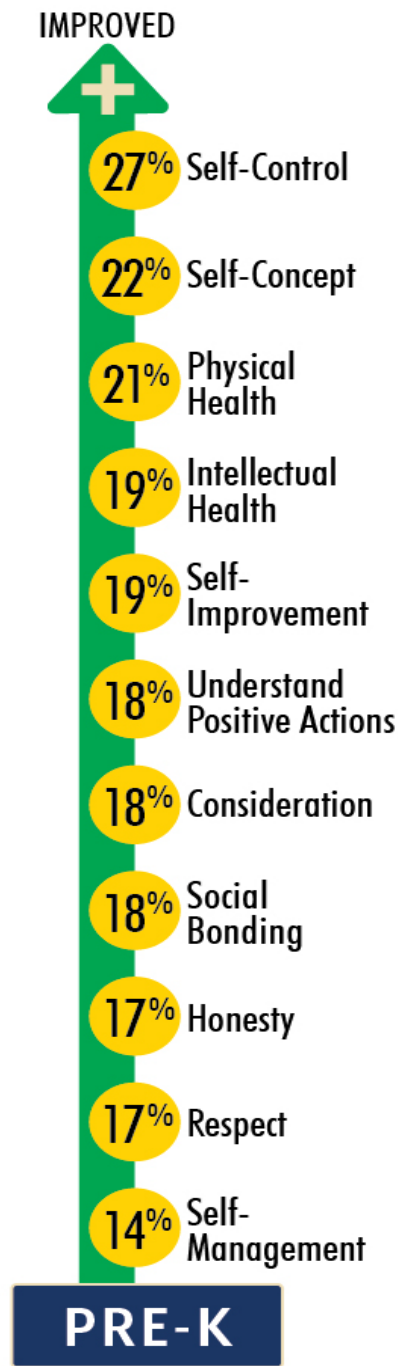 IMPROVED
+
27% Self-Control
22% Self-Concept
21% Physical
Health
19% Intellectual
Health
19% Self-
Improvement
18% Understand
Positive Actions
18% Consideration
18% Social
Bonding
17% Honesty
17% Respect
14% Self-
Management
PRE-K